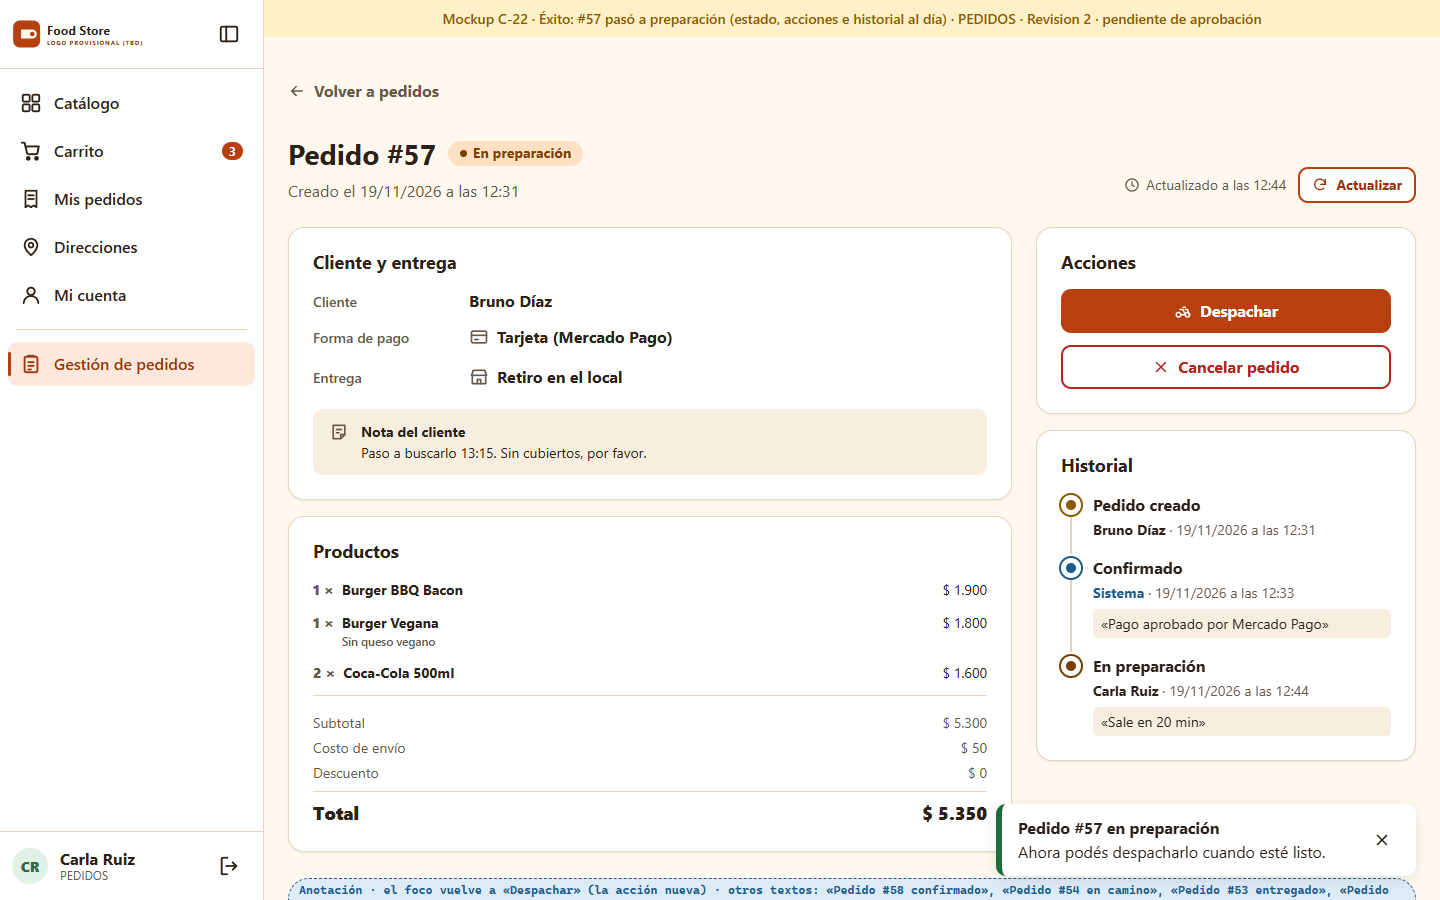 Food Store
LOGO PROVISIONAL (TBD)
Catálogo
Carrito
3
Mis pedidos
Direcciones
Mi cuenta
Gestión de pedidos
CR
Carla Ruiz
PEDIDOS
Mockup C-22 · Éxito: #57 pasó a preparación (estado, acciones e historial al día) · PEDIDOS · Revision 2 · pendiente de aprobación
Volver a pedidos
Pedido #57
En preparación
Creado el 19/11/2026 a las 12:31
Actualizado a las 12:44
Actualizar
Cliente y entrega
Cliente Bruno Díaz
Forma de pago Tarjeta (Mercado Pago)
Entrega Retiro en el local
Nota del cliente
Paso a buscarlo 13:15. Sin cubiertos, por favor.
Productos
1 × Burger BBQ Bacon $ 1.900
1 × Burger Vegana $ 1.800
Sin queso vegano
2 × Coca-Cola 500ml $ 1.600
Subtotal $ 5.300
Costo de envío $ 50
Descuento $ 0
Total $ 5.350
Acciones
Despachar
Cancelar pedido
Historial
Pedido creado
Bruno Díaz · 19/11/2026 a las 12:31
Confirmado
Sistema · 19/11/2026 a las 12:33
«Pago aprobado por Mercado Pago»
En preparación
Carla Ruiz · 19/11/2026 a las 12:44
«Sale en 20 min»
Pedido #57 en preparación
Ahora podés despacharlo cuando esté listo.
Anotación · el foco vuelve a «Despachar» (la acción nueva) · otros textos: «Pedido #58 confirmado», «Pedido #54 en camino», «Pedido #53 entregado», «Pedido